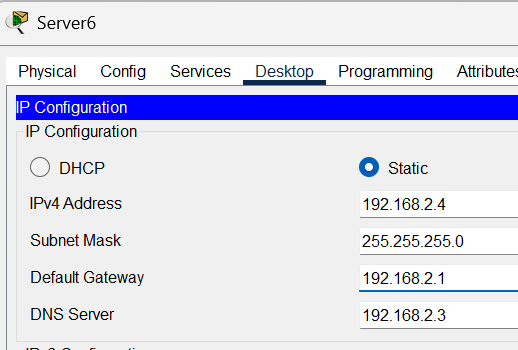 Server6
Physical Config Services Desktop Programming Attributes
IP Configuration
IP Configuration
DHCP Static
IPv4 Address 192.168.2.4
Subnet Mask 255.255.255.0
Default Gateway 192.168.2.1
DNS Server 192.168.2.3